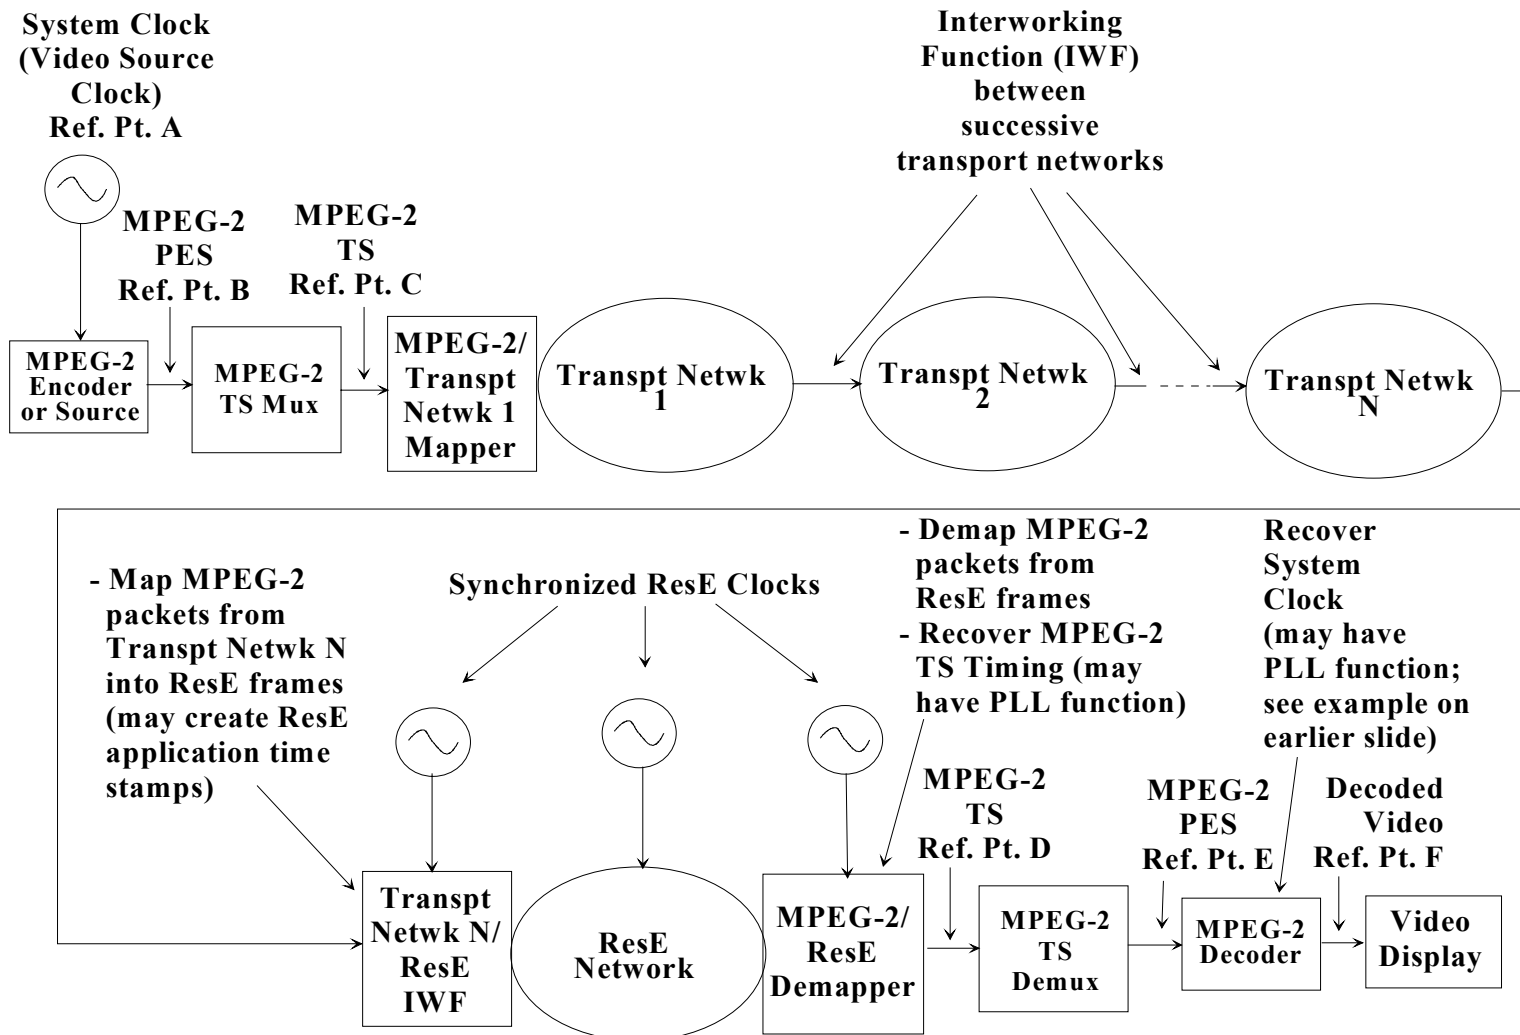 System Clock
(Video Source
Clock)
Ref. Pt. A
Interworking
Function (IWF)
between
successive
transport networks
MPEG-2
PES
Ref. Pt. B
MPEG-2
TS
Ref. Pt. C
MPEG-2
Encoder
or Source
MPEG-2
TS Mux
MPEG-2/
Transpt
Netwk 1
Mapper
Transpt Netwk
1
Transpt Netwk
2
Transpt Netwk
N
- Map MPEG-2
packets from
Transpt Netwk N
into ResE frames
(may create ResE
application time
stamps)
Synchronized ResE Clocks
- Demap MPEG-2
packets from
ResE frames
- Recover MPEG-2
TS Timing (may
have PLL function)
Recover
System
Clock
(may have
PLL function;
see example on
earlier slide)
MPEG-2
TS
Ref. Pt. D
MPEG-2
PES
Ref. Pt. E
Decoded
Video
Ref. Pt. F
Transpt
Netwk N/
ResE
IWF
ResE
Network
MPEG-2/
ResE
Demapper
MPEG-2
TS
Demux
MPEG-2
Decoder
Video
Display